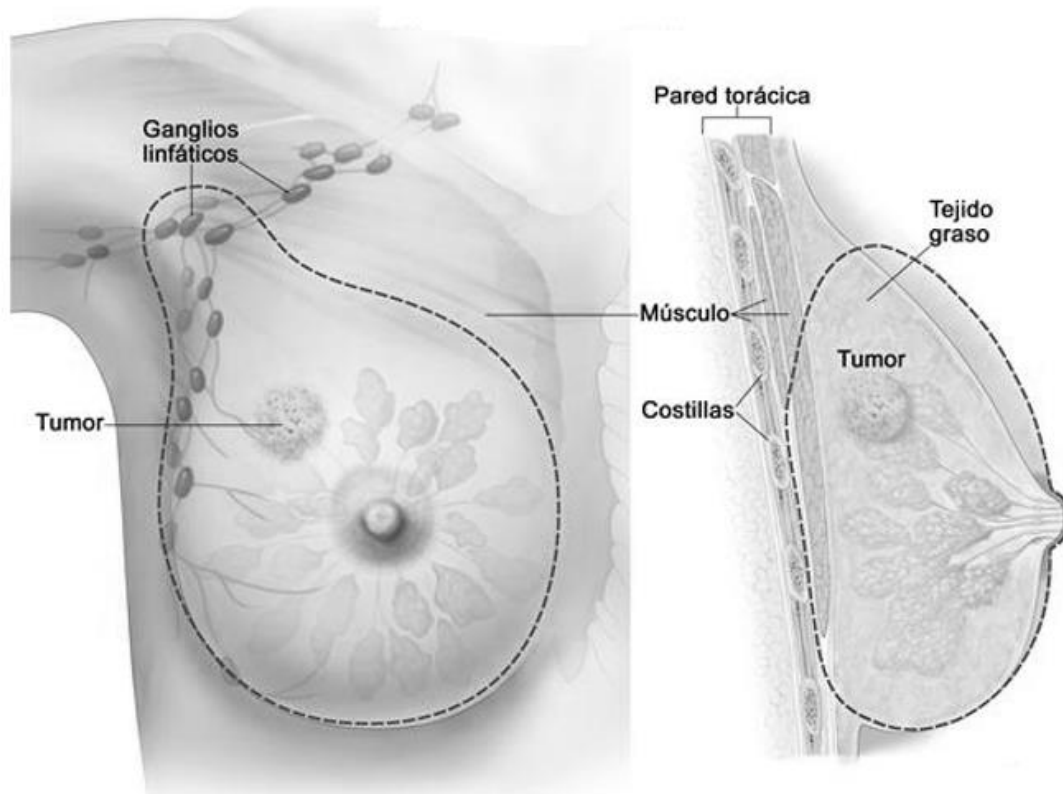 Ganglios
linfáticos
Tumor
Pared torácica
Tejido
graso
Músculo
Tumor
Costillas